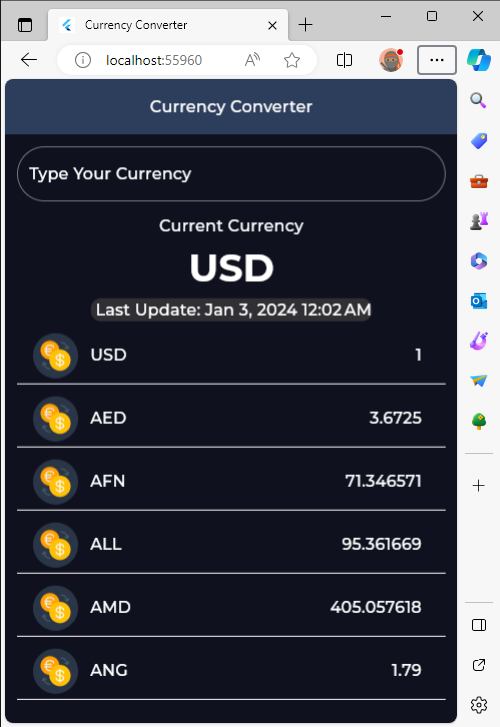 Currency Converter
localhost:55960
Currency Converter
Type Your Currency
Current Currency
USD
Last Update: Jan 3, 2024 12:02 AM
USD 1
AED 3.6725
AFN 71.346571
ALL 95.361669
AMD 405.057618
ANG 1.79